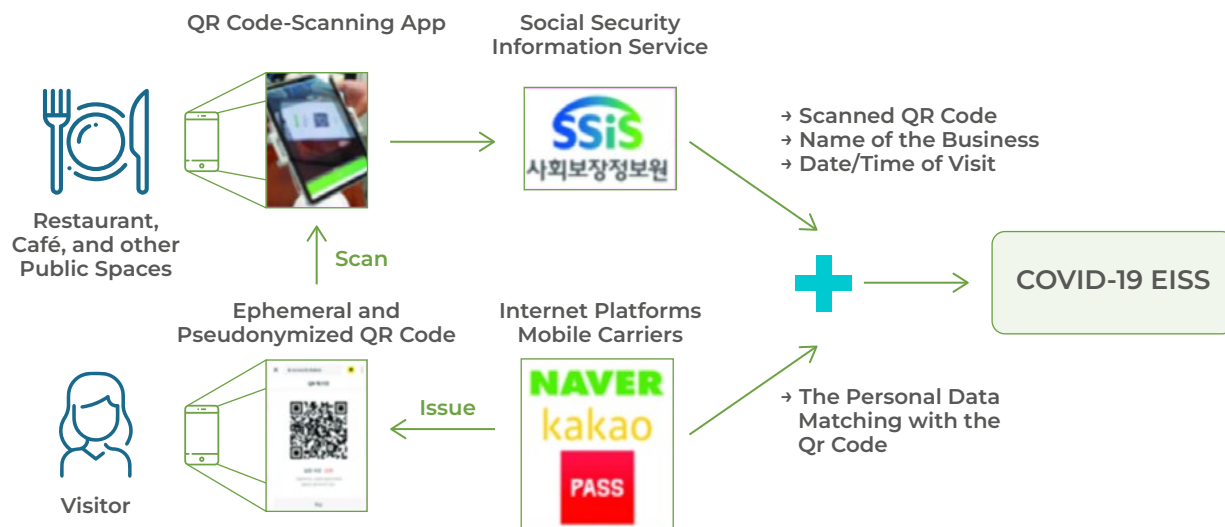 QR Code-Scanning App
Social Security
Information Service
SSiS
사회보장정보원
→ Scanned QR Code
→ Name of the Business
→ Date/Time of Visit
Restaurant,
Café, and other
Public Spaces
Scan
COVID-19 EISS
Ephemeral and
Pseudonymized QR Code
Internet Platforms
Mobile Carriers
NAVER
kakao
PASS
Issue
→ The Personal Data
Matching with the
Qr Code
Visitor